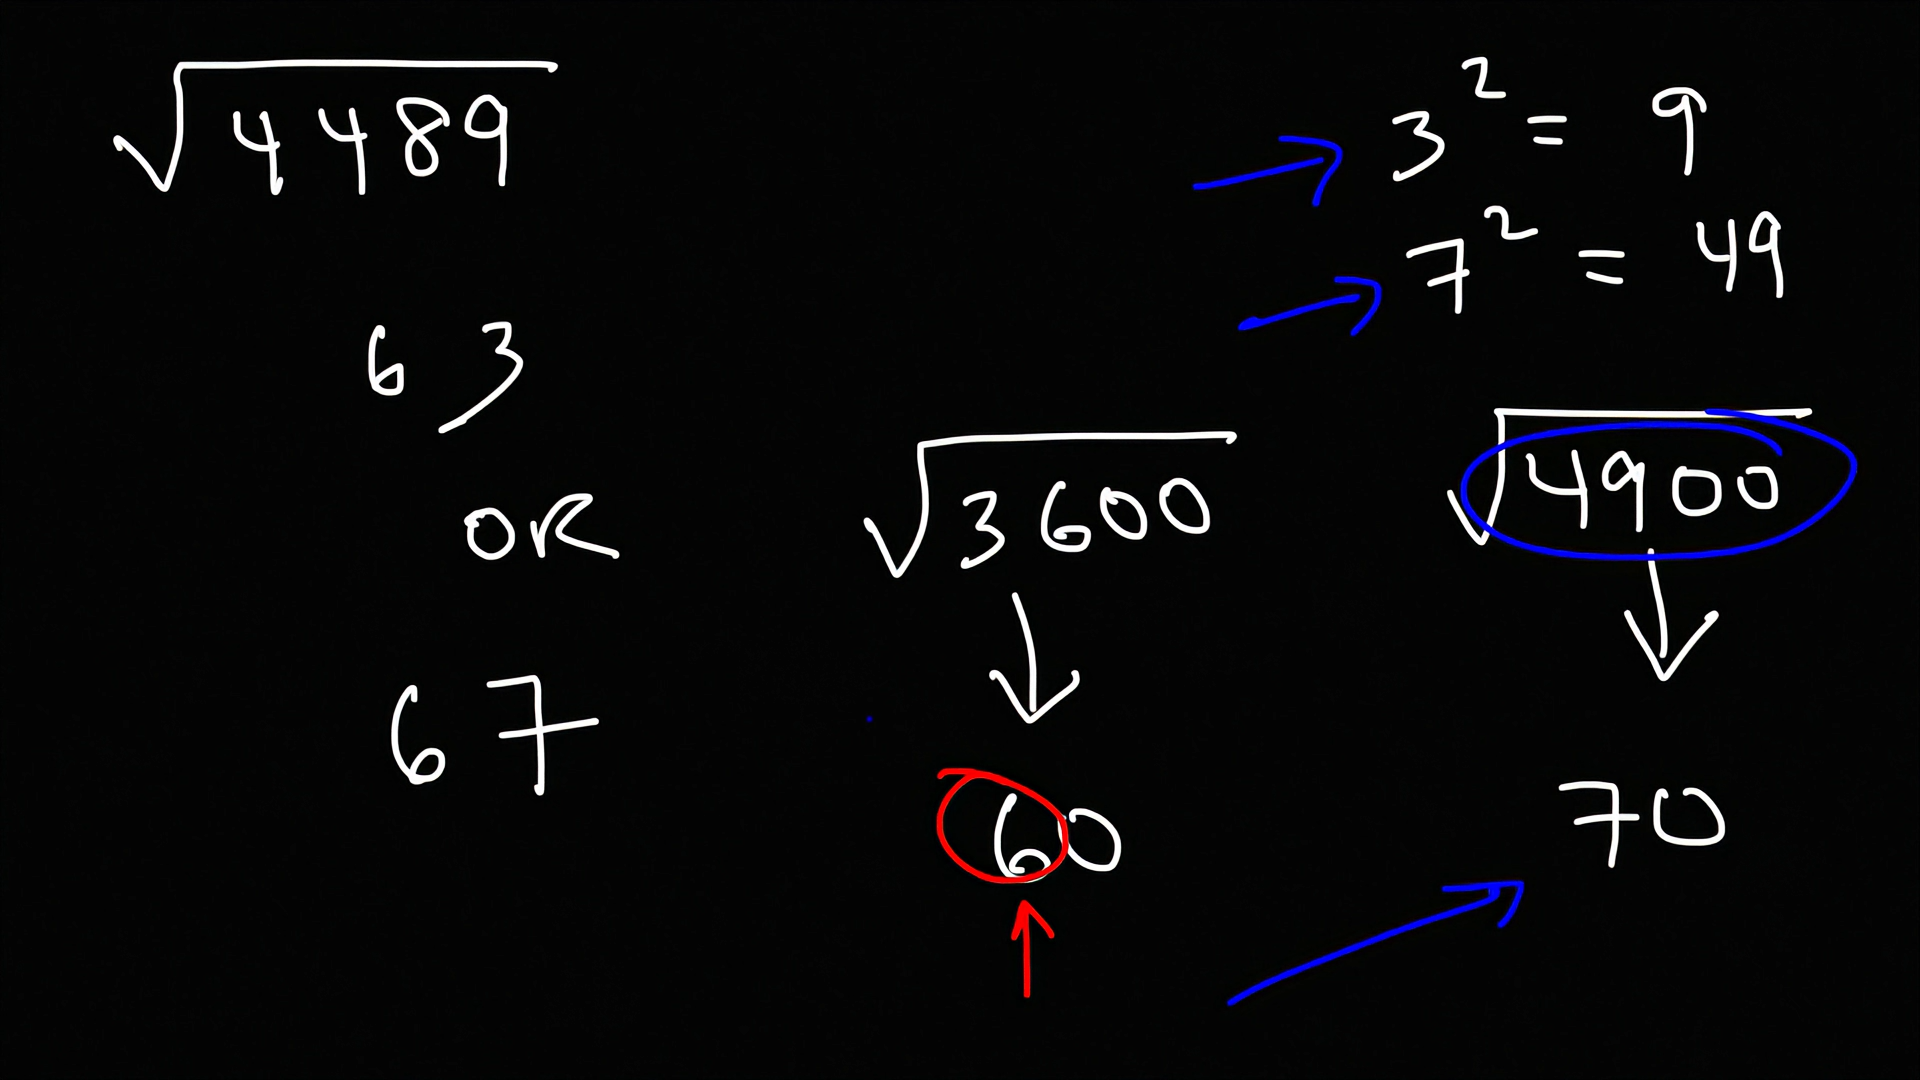 √4489
3² = 9
7² = 49
63
OR
67
√3600
60
√4900
70